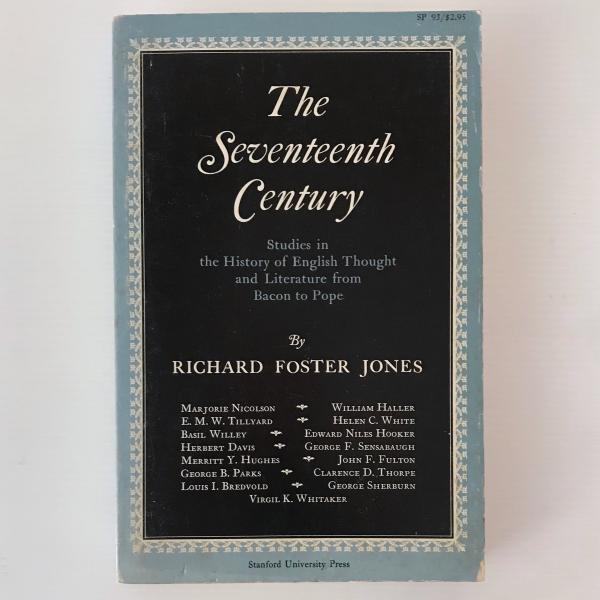 SP 93/$2.95
The
Seventeenth
Century
Studies in
the History of English Thought
and Literature from
Bacon to Pope
By
RICHARD FOSTER JONES
MARJORIE NICOLSON WILLIAM HALLER
E. M. W. TILLYARD HELEN C. WHITE
BASIL WILLEY EDWARD NILES HOOKER
HERBERT DAVIS GEORGE F. SENSABAUGH
MERRITT Y. HUGHES JOHN F. FULTON
GEORGE B. PARKS CLARENCE D. THORPE
LOUIS I. BREDVOLD GEORGE SHERBURN
VIRGIL K. WHITAKER
Stanford University Press